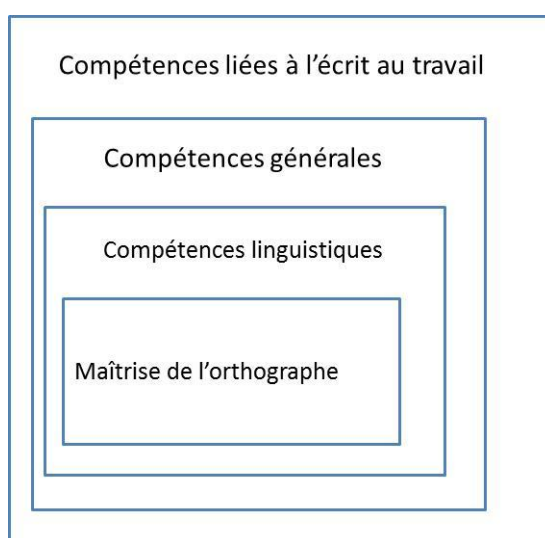 Compétences liées à l’écrit au travail
Compétences générales
Compétences linguistiques
Maîtrise de l’orthographe